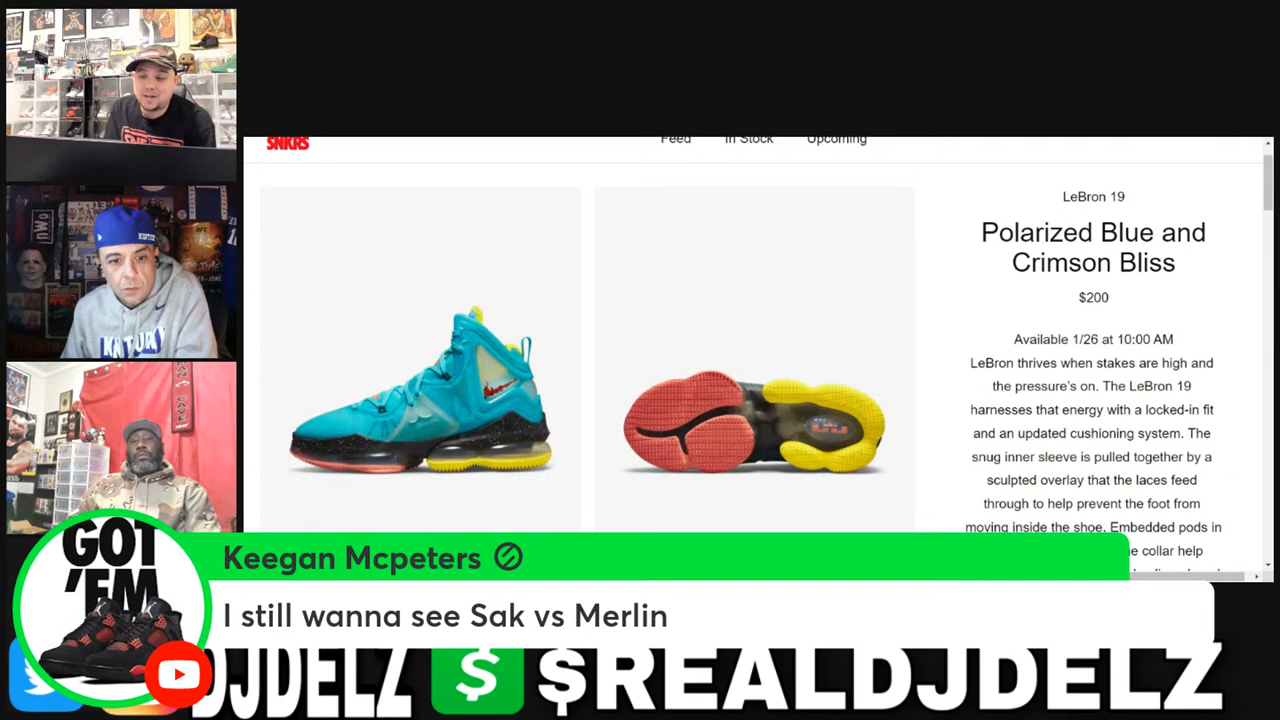 SNKRS
Feed
In Stock
Upcoming
LeBron 19
Polarized Blue and
Crimson Bliss
$200
Available 1/26 at 10:00 AM
LeBron thrives when stakes are high and
the pressure's on. The LeBron 19
harnesses that energy with a locked-in fit
and an updated cushioning system. The
snug inner sleeve is pulled together by a
sculpted overlay that the laces feed
through to help prevent the foot from
moving inside the shoe. Embedded pods in
collar help
nWo
GOT
'EM
Keegan Mcpeters
I still wanna see Sak vs Merlin
DJDELZ
$
$REALDJDELZ